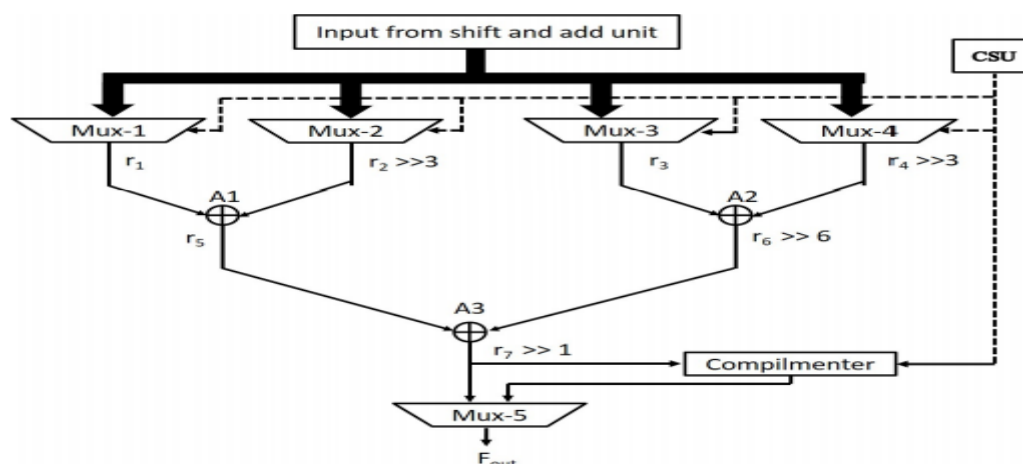 Input from shift and add unit
CSU
Mux-1
Mux-2
Mux-3
Mux-4
r₁
r₂ >>3
r₃
r₄ >>3
A1
A2
r₅
r₆ >> 6
A3
r₇ >> 1
Compilmenter
Mux-5
Fₒᵤₜ